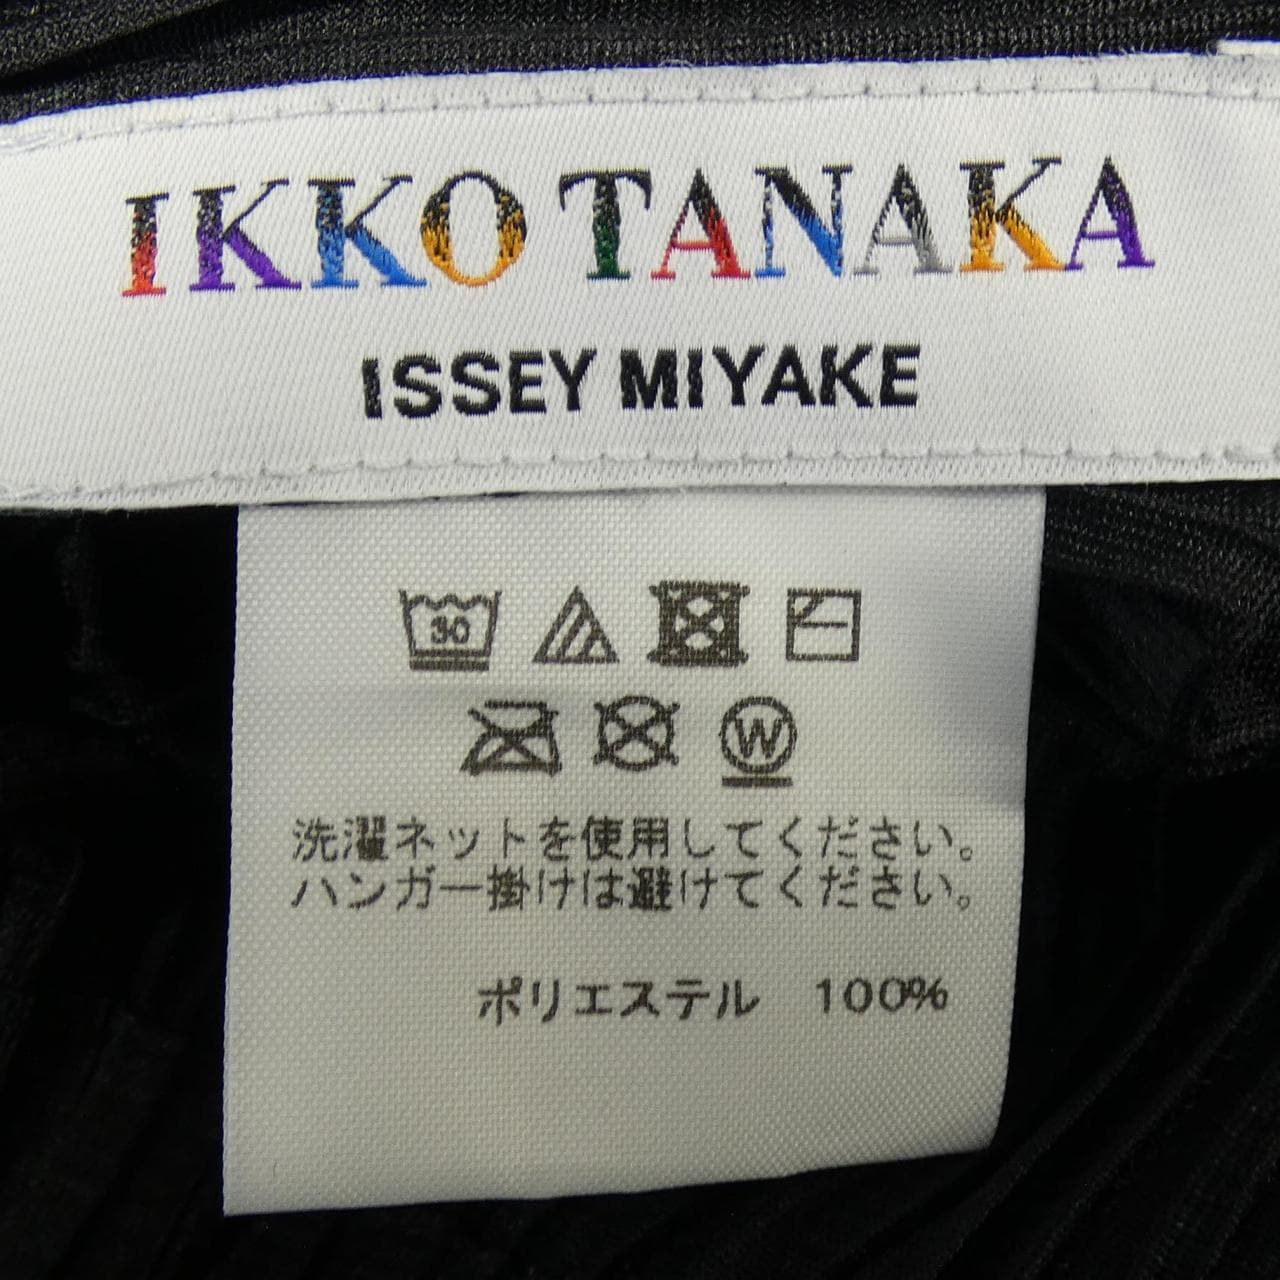 IKKO TANAKA
ISSEY MIYAKE
30
W
洗濯ネットを使用してください。
ハンガー掛けは避けてください。
ポリエステル 100%